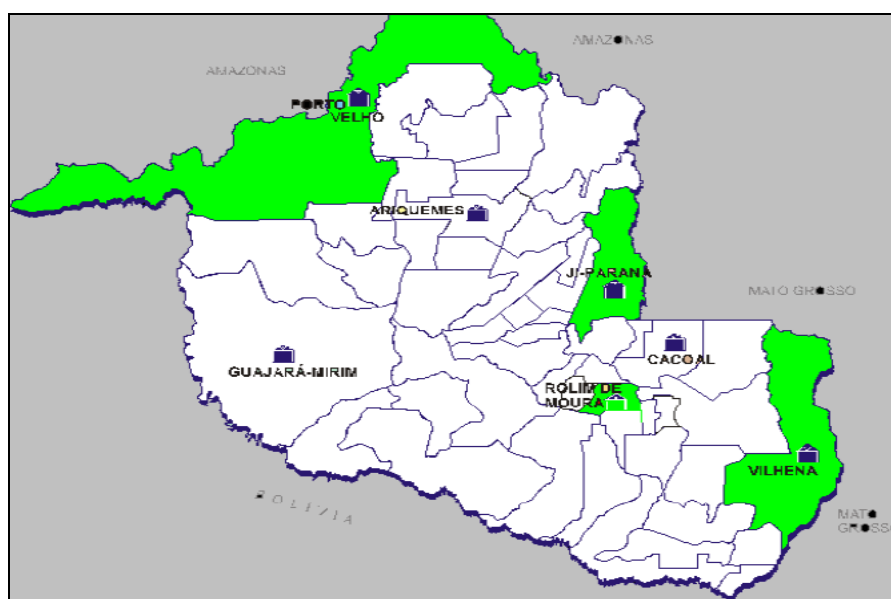 AMAZONAS
AMAZONAS
PORTO
VELHO
ARIQUEMES
JI-PARANÁ
MATO GROSSO
CACOAL
GUAJARÁ-MIRIM
ROLIM DE
MOURA
VILHENA
BOLIVIA
MATO
GROSSO